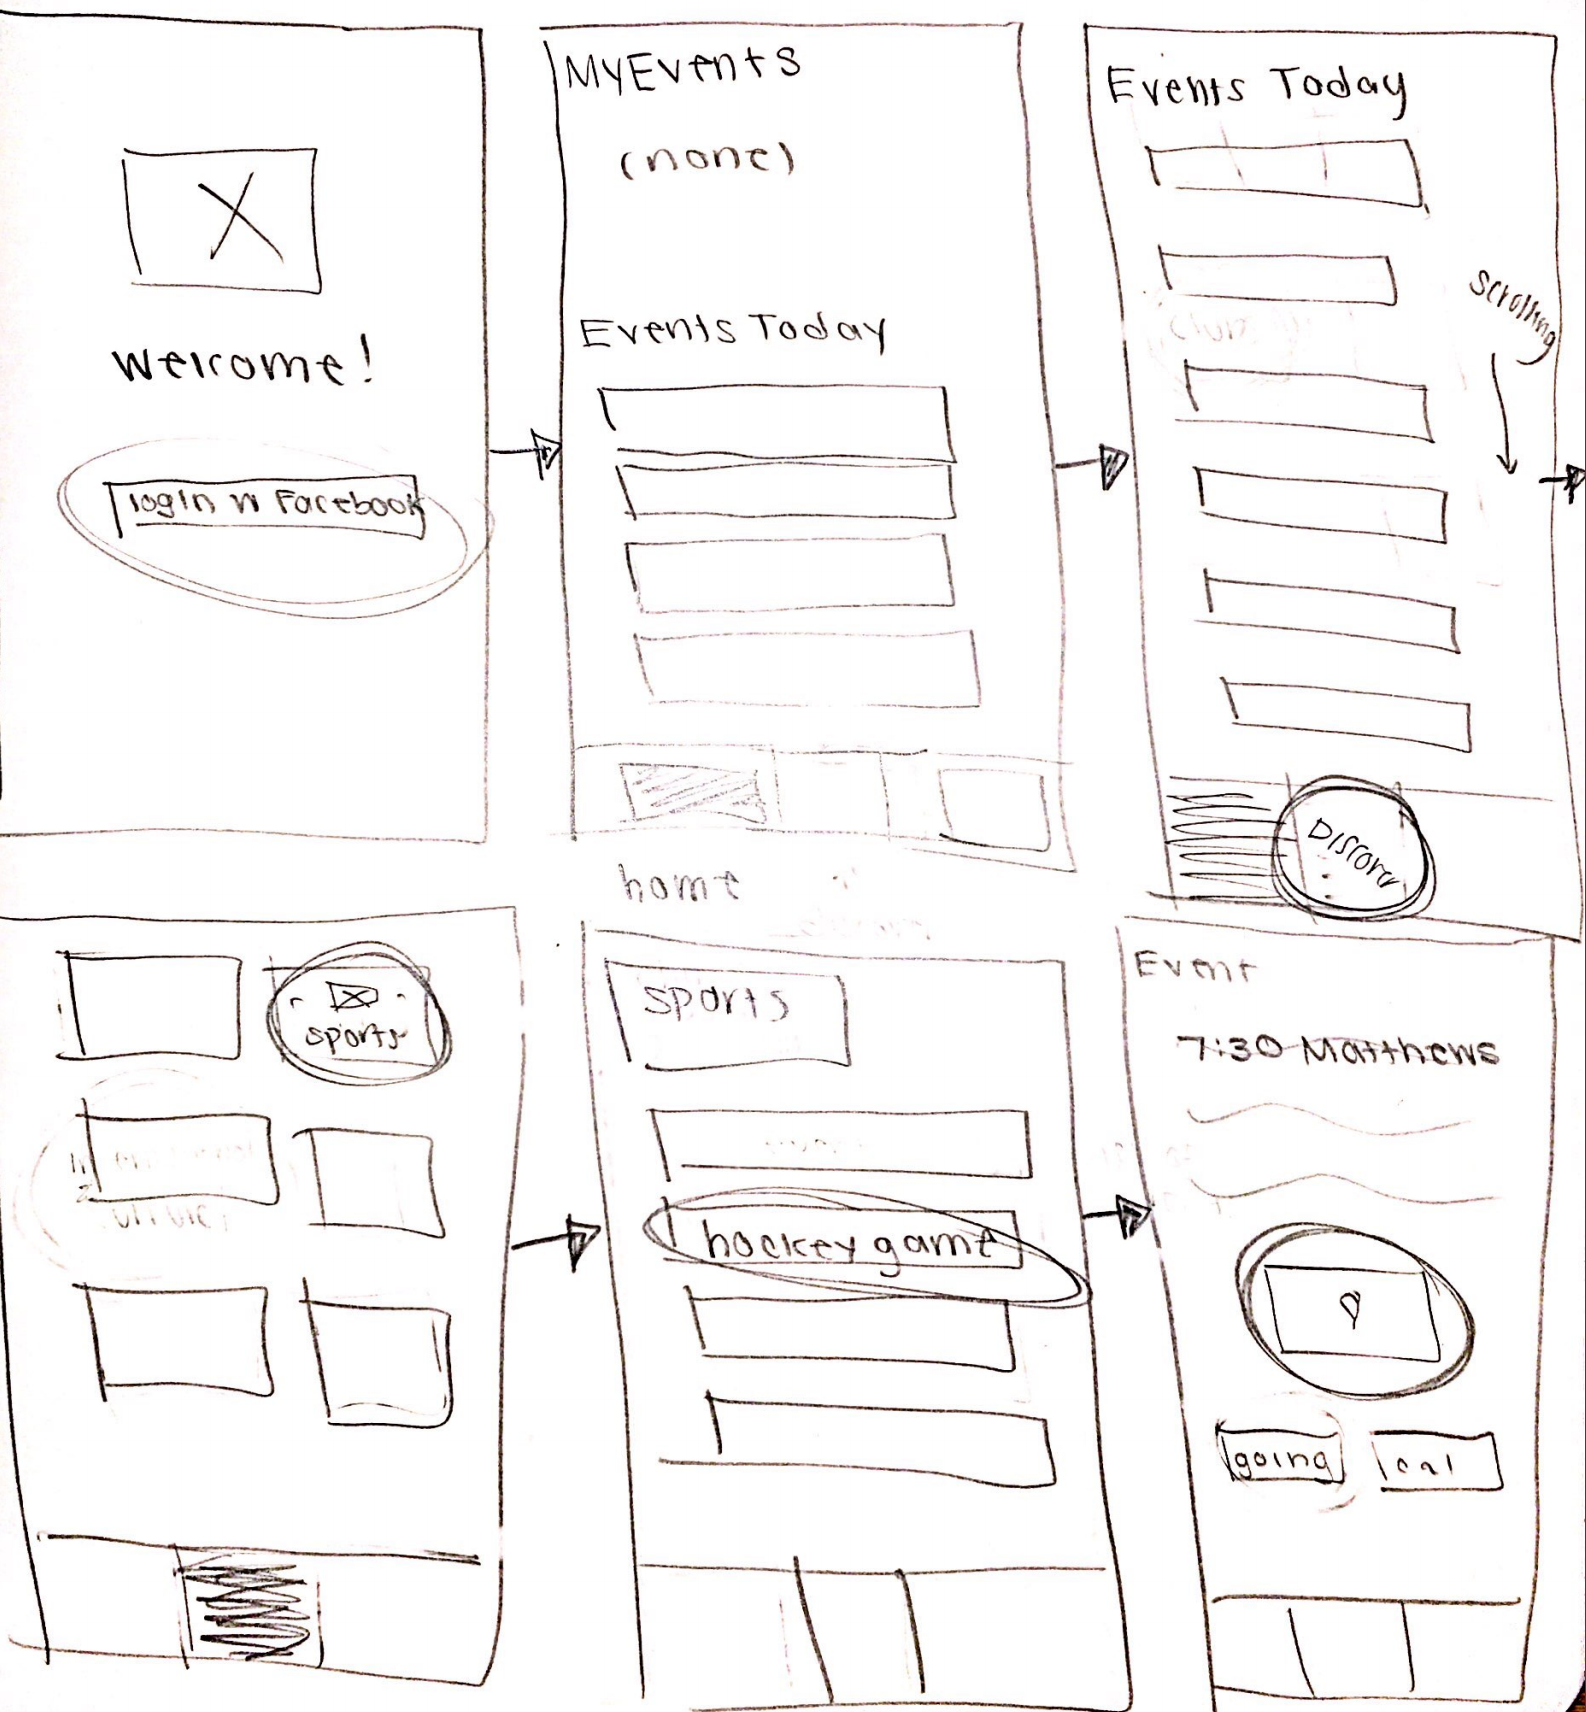 Welcome!
login w Facebook
MyEvents
(none)
Events Today
home
Events Today
scrolling
sports
sports
hockey game
Event
7:30 Matthews
going
cal